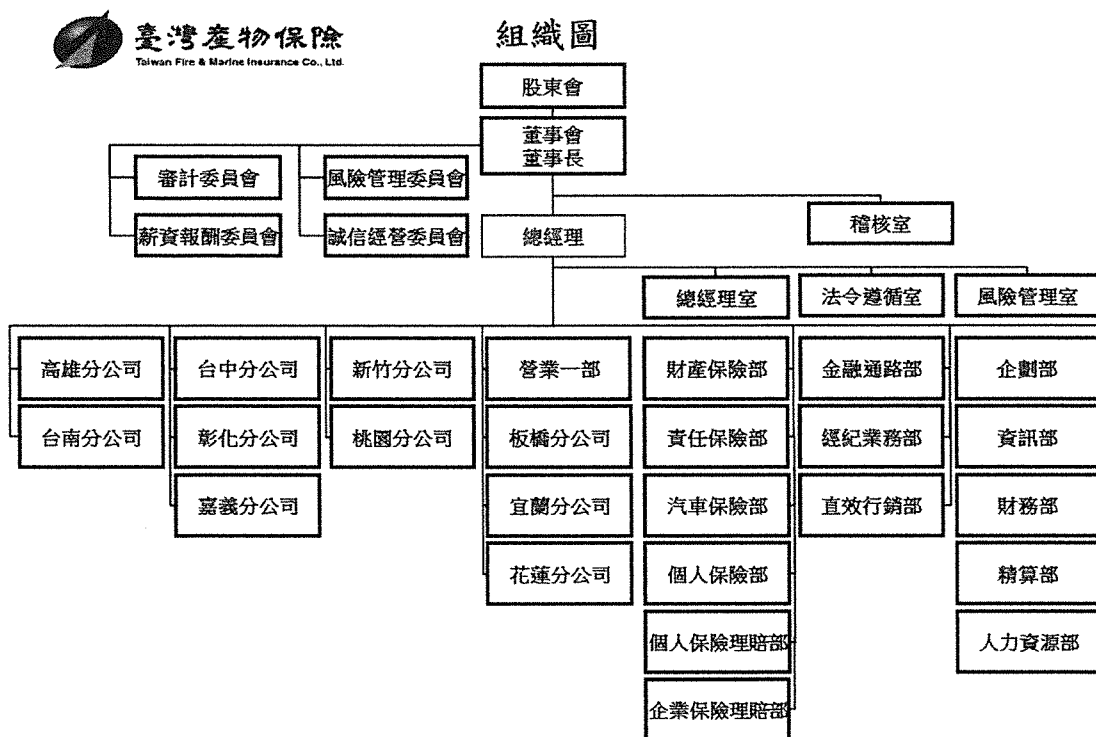 臺灣產物保險
Taiwan Fire & Marine Insurance Co., Ltd.
組織圖
股東會
董事會
董事長
審計委員會
風險管理委員會
薪資報酬委員會
誠信經營委員會
總經理
稽核室
總經理室
法令遵循室
風險管理室
高雄分公司
台中分公司
新竹分公司
營業一部
財產保險部
金融通路部
企劃部
台南分公司
彰化分公司
桃園分公司
板橋分公司
責任保險部
經紀業務部
資訊部
嘉義分公司
宜蘭分公司
汽車保險部
直效行銷部
財務部
花蓮分公司
個人保險部
精算部
個人保險理賠部
人力資源部
企業保險理賠部